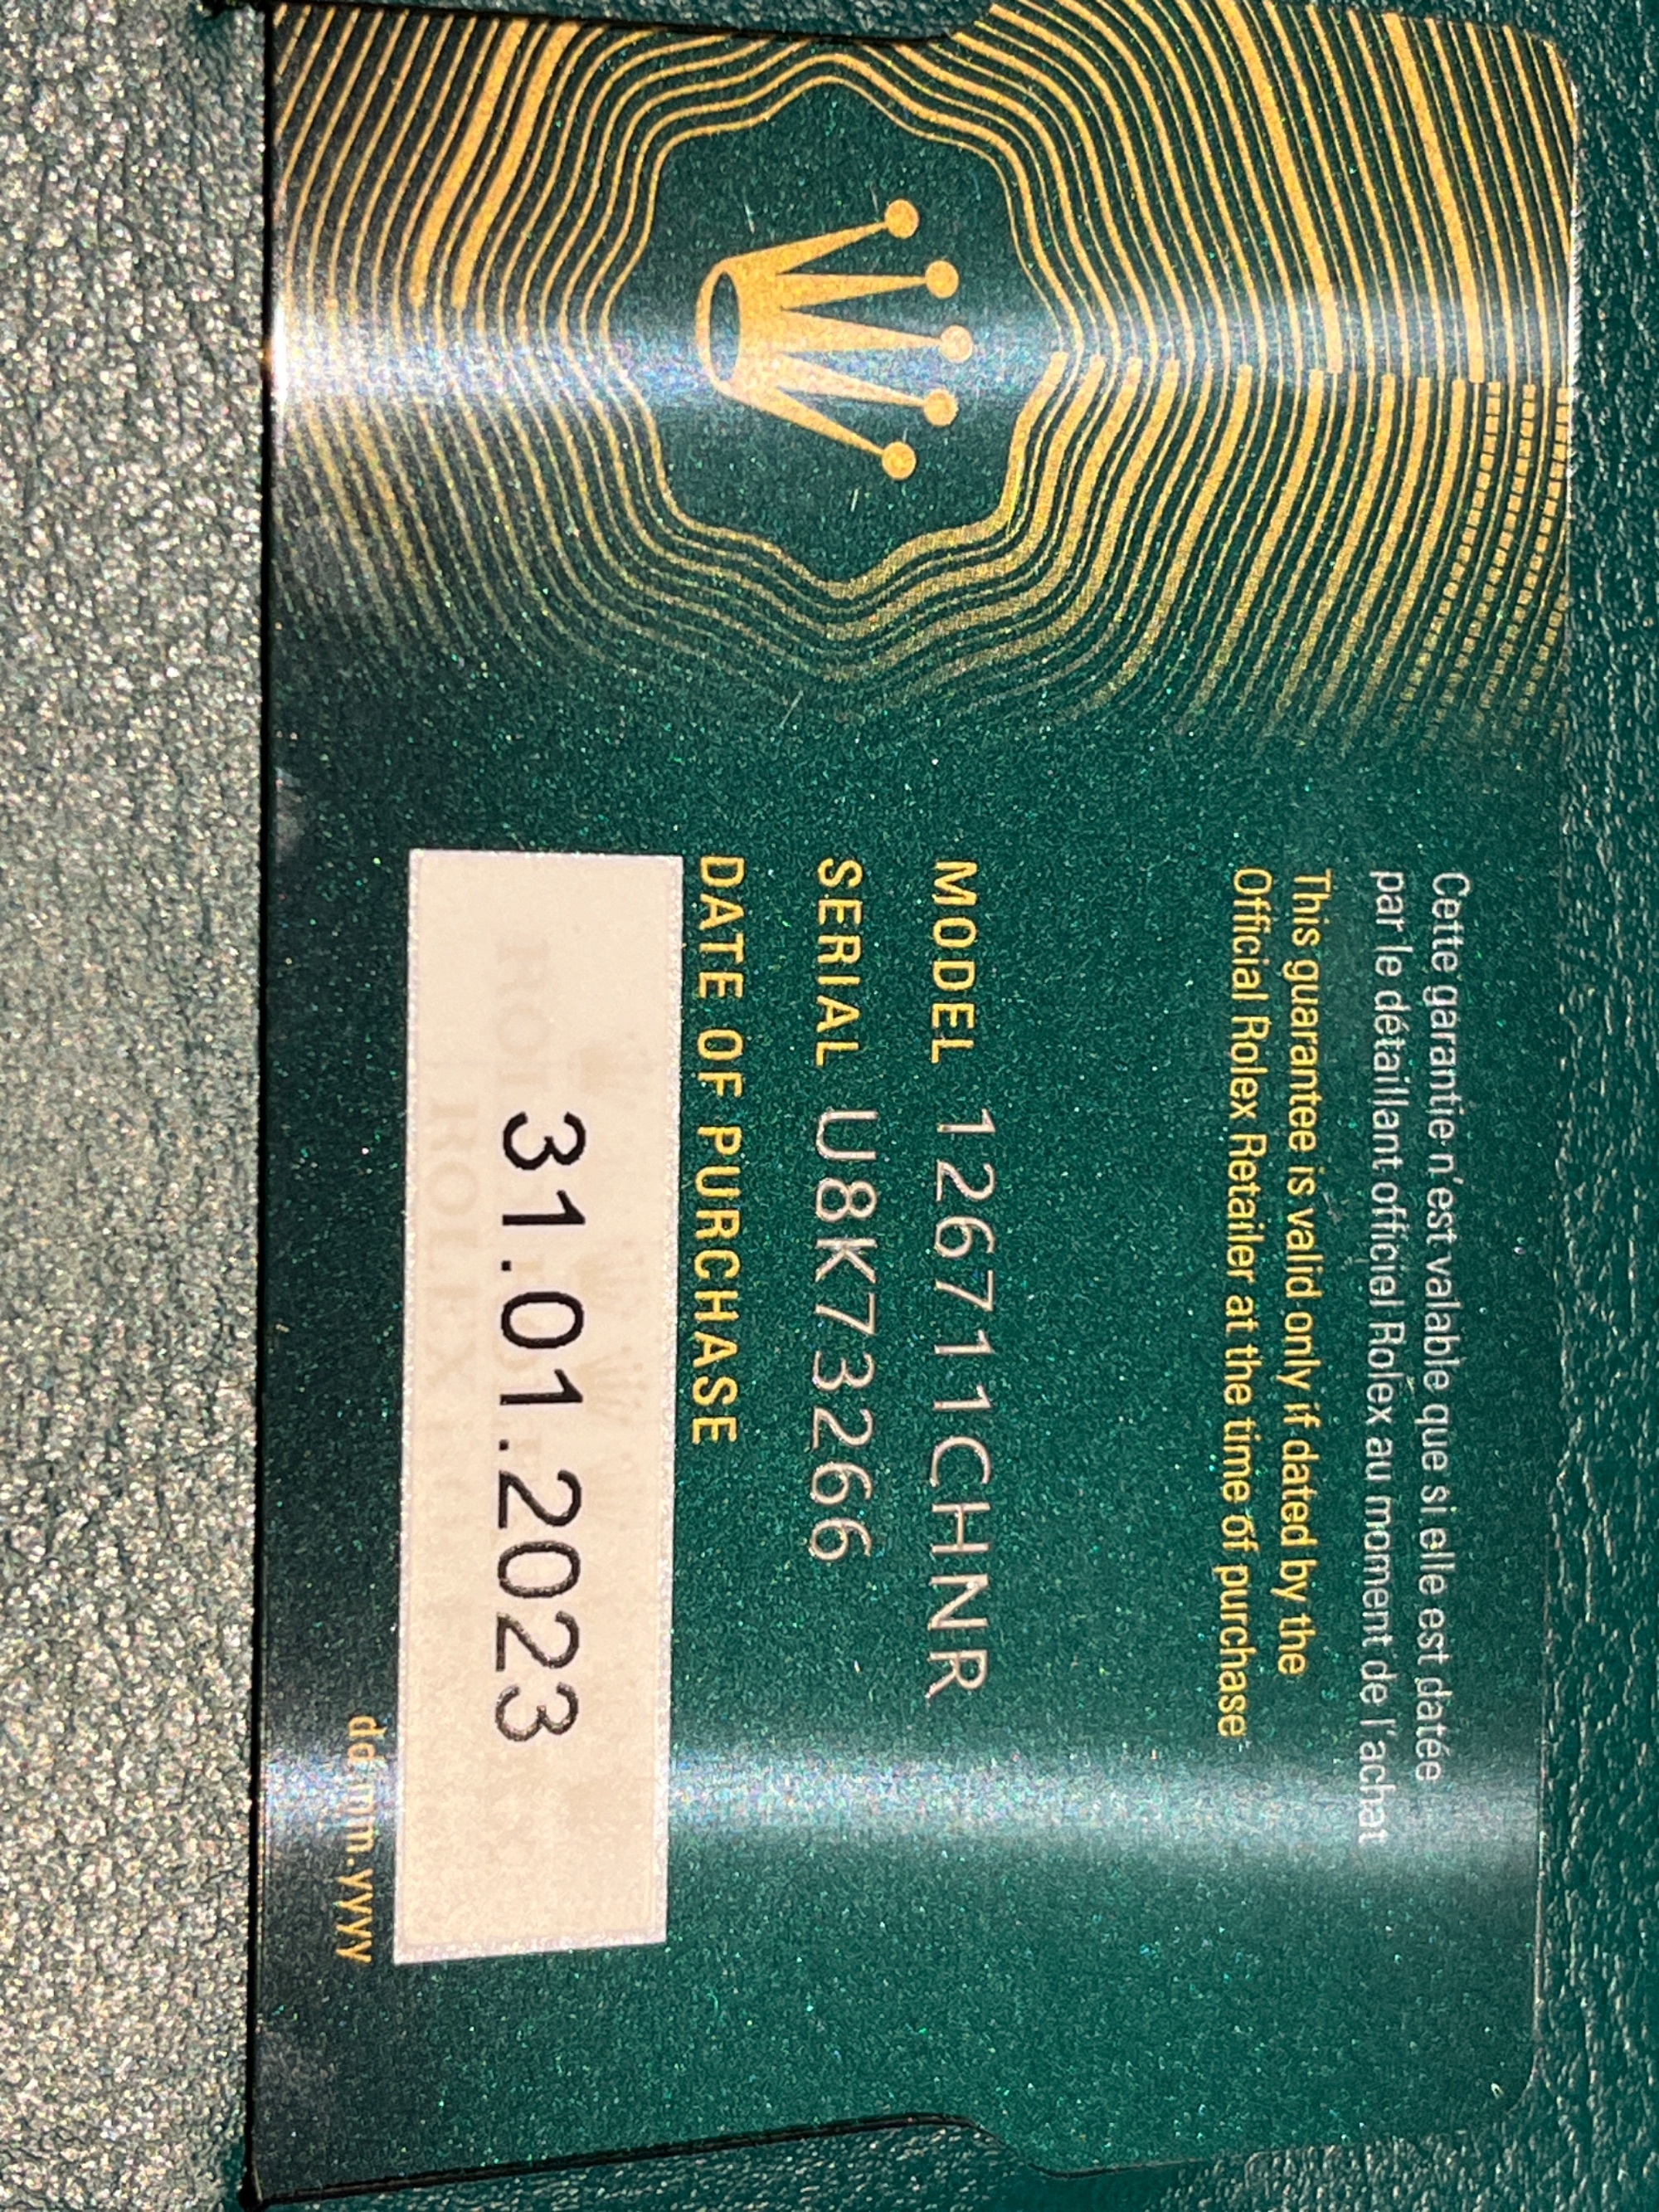 Cette garantie n'est valable que si elle est datée
par le détaillant officiel Rolex au moment de l'achat
This guarantee is valid only if dated by the
Official Rolex Retailer at the time of purchase
MODEL 126711CHNR
SERIAL U8K73266
DATE OF PURCHASE
31.01.2023
dd.mm.yyyy
ROLEX